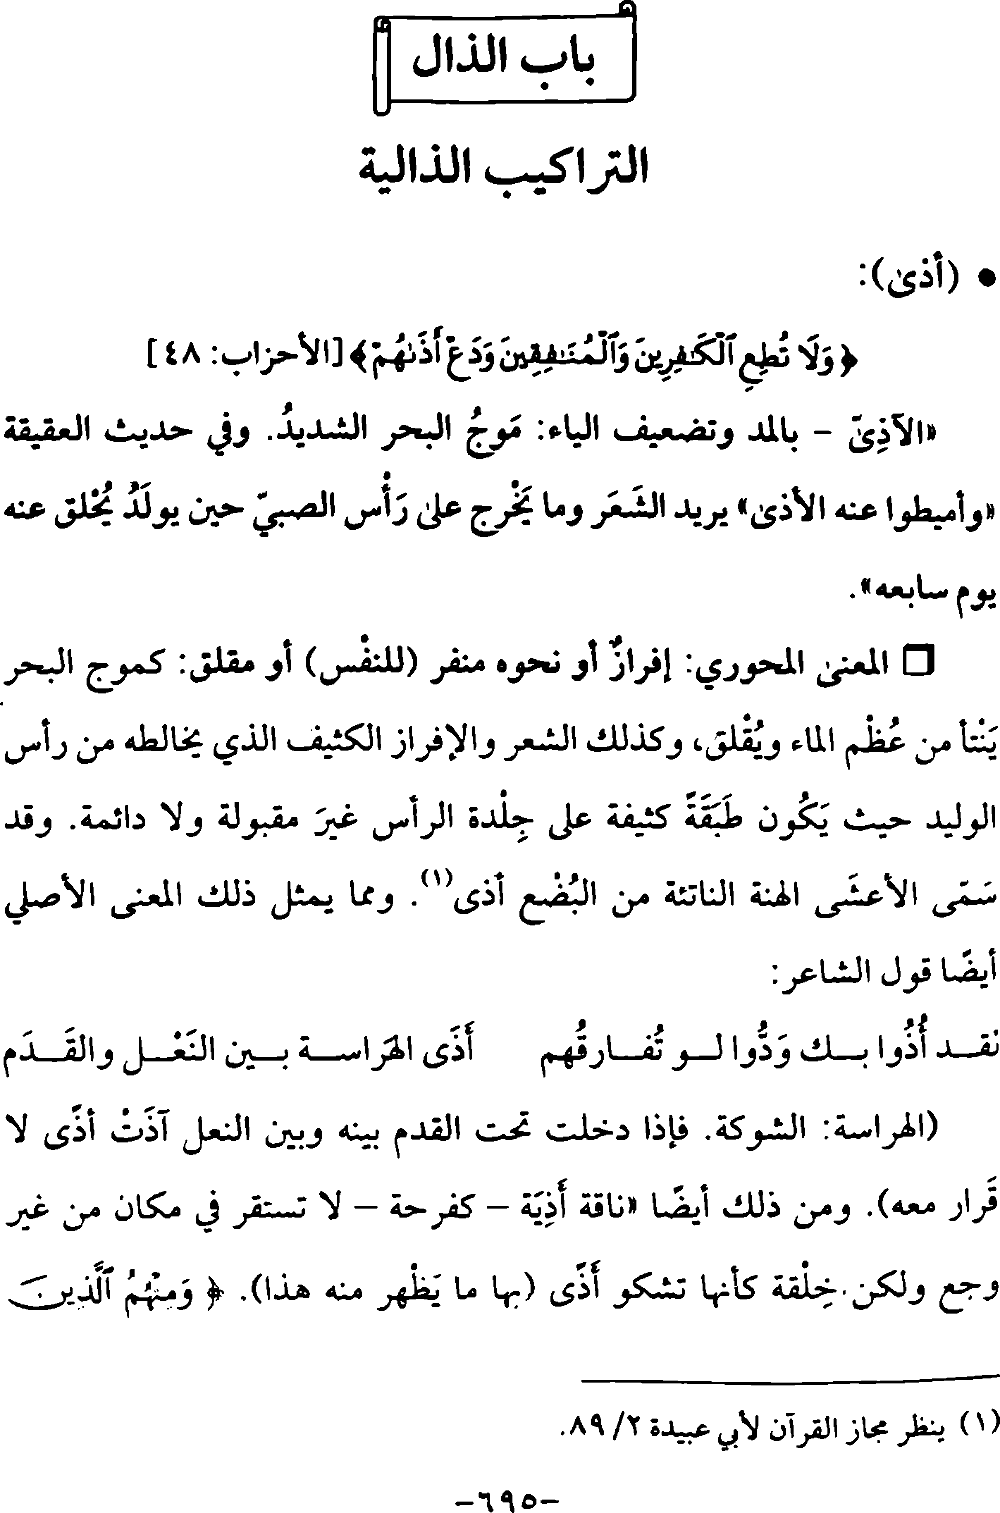 باب الذال
التراكيب الذالية
• (أذى):
﴿وَلَا تُطِعِ ٱلْكَٰفِرِينَ وَٱلْمُنَٰفِقِينَ وَدَعْ أَذَىٰهُمْ﴾ [الأحزاب: ٤٨]
«الآذِىّ – بالمد وتضعيف الياء: مَوجُ البحر الشديدُ. وفي حديث العقيقة
«وأميطوا عنه الأذى» يريد الشَعَر وما يَخْرج على رَأْس الصبيّ حين يولَدُ يُحْلق عنه
يوم سابعه».
□ المعنى المحوري: إفرازٌ أو نحوه منفر (للنفْس) أو مقلق: كموج البحر
يَنْتأ من عُظْم الماء ويُقْلق، وكذلك الشعر والإفراز الكثيف الذي يخالطه من رأس
الوليد حيث يَكُون طَبَقَةً كثيفة على جِلْدة الرأس غيرَ مقبولة ولا دائمة. وقد
سَمّى الأعشَى الهنة الناتئة من البُضْع أذى(١). ومما يمثل ذلك المعنى الأصلي
أيضًا قول الشاعر:
نقد أُذُوا بك وَدُّوا لو تُفارقُهم أَذَى الهَراسة بين النَعْل والقَدَم
(الهراسة: الشوكة. فإذا دخلت تحت القدم بينه وبين النعل آذَتْ أذًى لا
قَرار معه). ومن ذلك أيضًا «ناقة أَذِيَة – كفرحة – لا تستقر في مكان من غير
وجع ولكن خِلْقة كأنها تشكو أَذًى (بها ما يَظْهر منه هذا). ﴿وَمِنْهُمُ ٱلَّذِينَ
(١) ينظر مجاز القرآن لأبي عبيدة ٢/ ٨٩.
-٦٩٥-